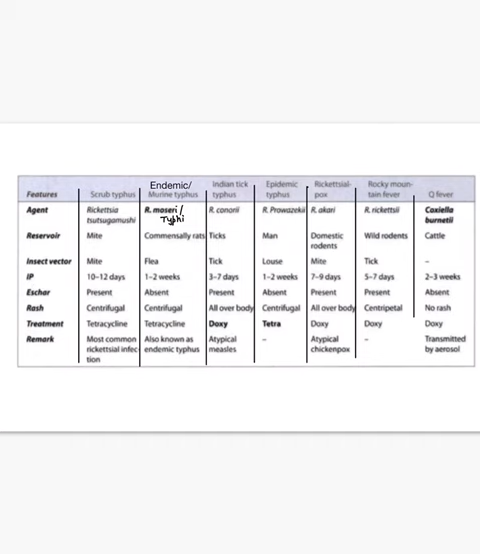 Endemic/
Features Scrub typhus Murine typhus Indian tick typhus Epidemic typhus Rickettsial-pox Rocky moun-tain fever Q fever
Agent Rickettsia tsutsugamushi R. moseri / Typhi R. conorii R. Prowazekii R. akari R. rickettsii Coxiella burnetii
Reservoir Mite Commensally rats Ticks Man Domestic rodents Wild rodents Cattle
Insect vector Mite Flea Tick Louse Mite Tick –
IP 10–12 days 1–2 weeks 3–7 days 1–2 weeks 7–9 days 5–7 days 2–3 weeks
Eschar Present Absent Present Absent Present Present Absent
Rash Centrifugal Centrifugal All over body Centrifugal All over body Centripetal No rash
Treatment Tetracycline Tetracycline Doxy Tetra Doxy Doxy Doxy
Remark Most common rickettsial infec tion Also known as endemic typhus Atypical measles – Atypical chickenpox – Transmitted by aerosol